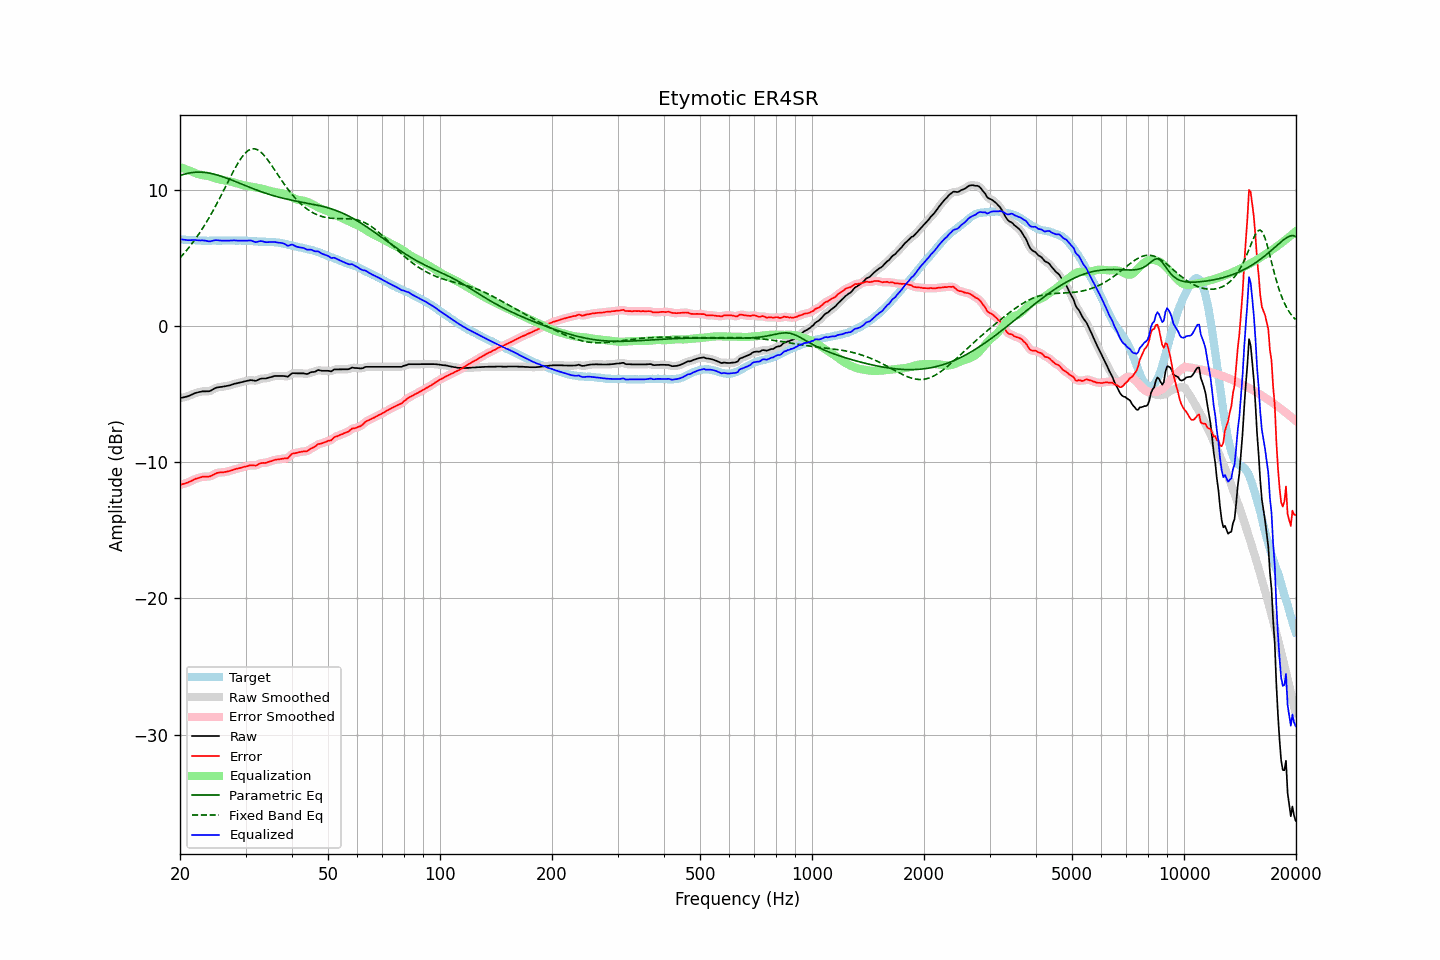 Etymotic ER4SR
Amplitude (dBr)
10
0
−10
−20
−30
Target
Raw Smoothed
Error Smoothed
Raw
Error
Equalization
Parametric Eq
Fixed Band Eq
Equalized
20 50 100 200 500 1000 2000 5000 10000 20000
Frequency (Hz)